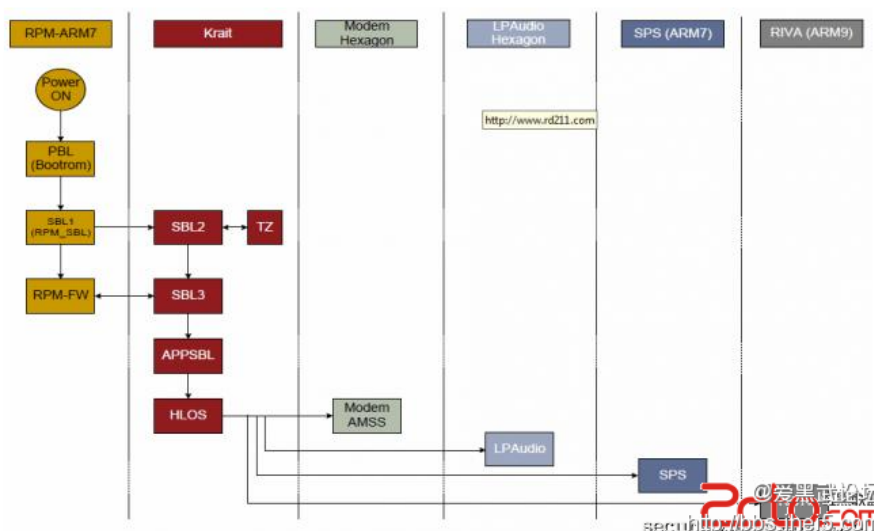 RPM-ARM7
Krait
Modem
Hexagon
LPAudio
Hexagon
SPS (ARM7)
RIVA (ARM9)
Power
ON
http://www.rd211.com
PBL
(Bootrom)
SBL1
(RPM_SBL)
SBL2
TZ
RPM-FW
SBL3
APPSBL
HLOS
Modem
AMSS
LPAudio
SPS